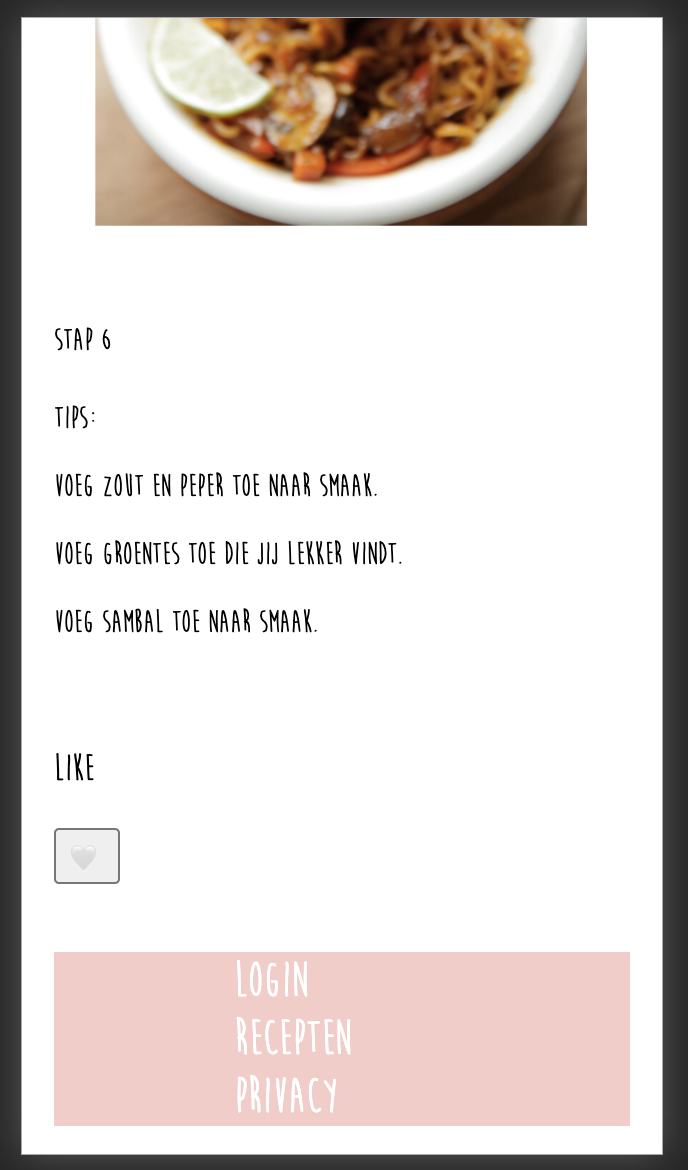 STAP 6
TIPS:
VOEG ZOUT EN PEPER TOE NAAR SMAAK.
VOEG GROENTES TOE DIE JIJ LEKKER VINDT.
VOEG SAMBAL TOE NAAR SMAAK.
LIKE
LOGIN
RECEPTEN
PRIVACY